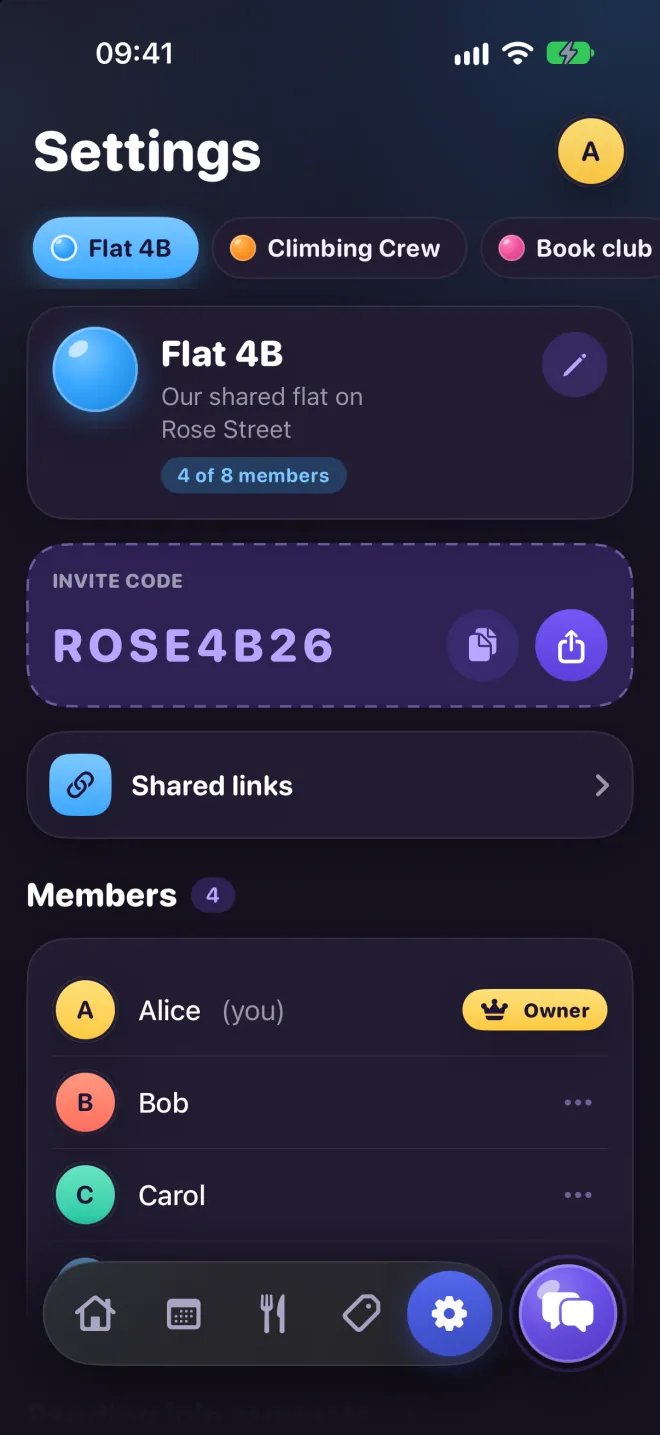 09:41
Settings
A
Flat 4B
Climbing Crew
Book club
Flat 4B
Our shared flat on
Rose Street
4 of 8 members
INVITE CODE
ROSE4B26
Shared links
Members 4
A Alice (you) Owner
B Bob
C Carol